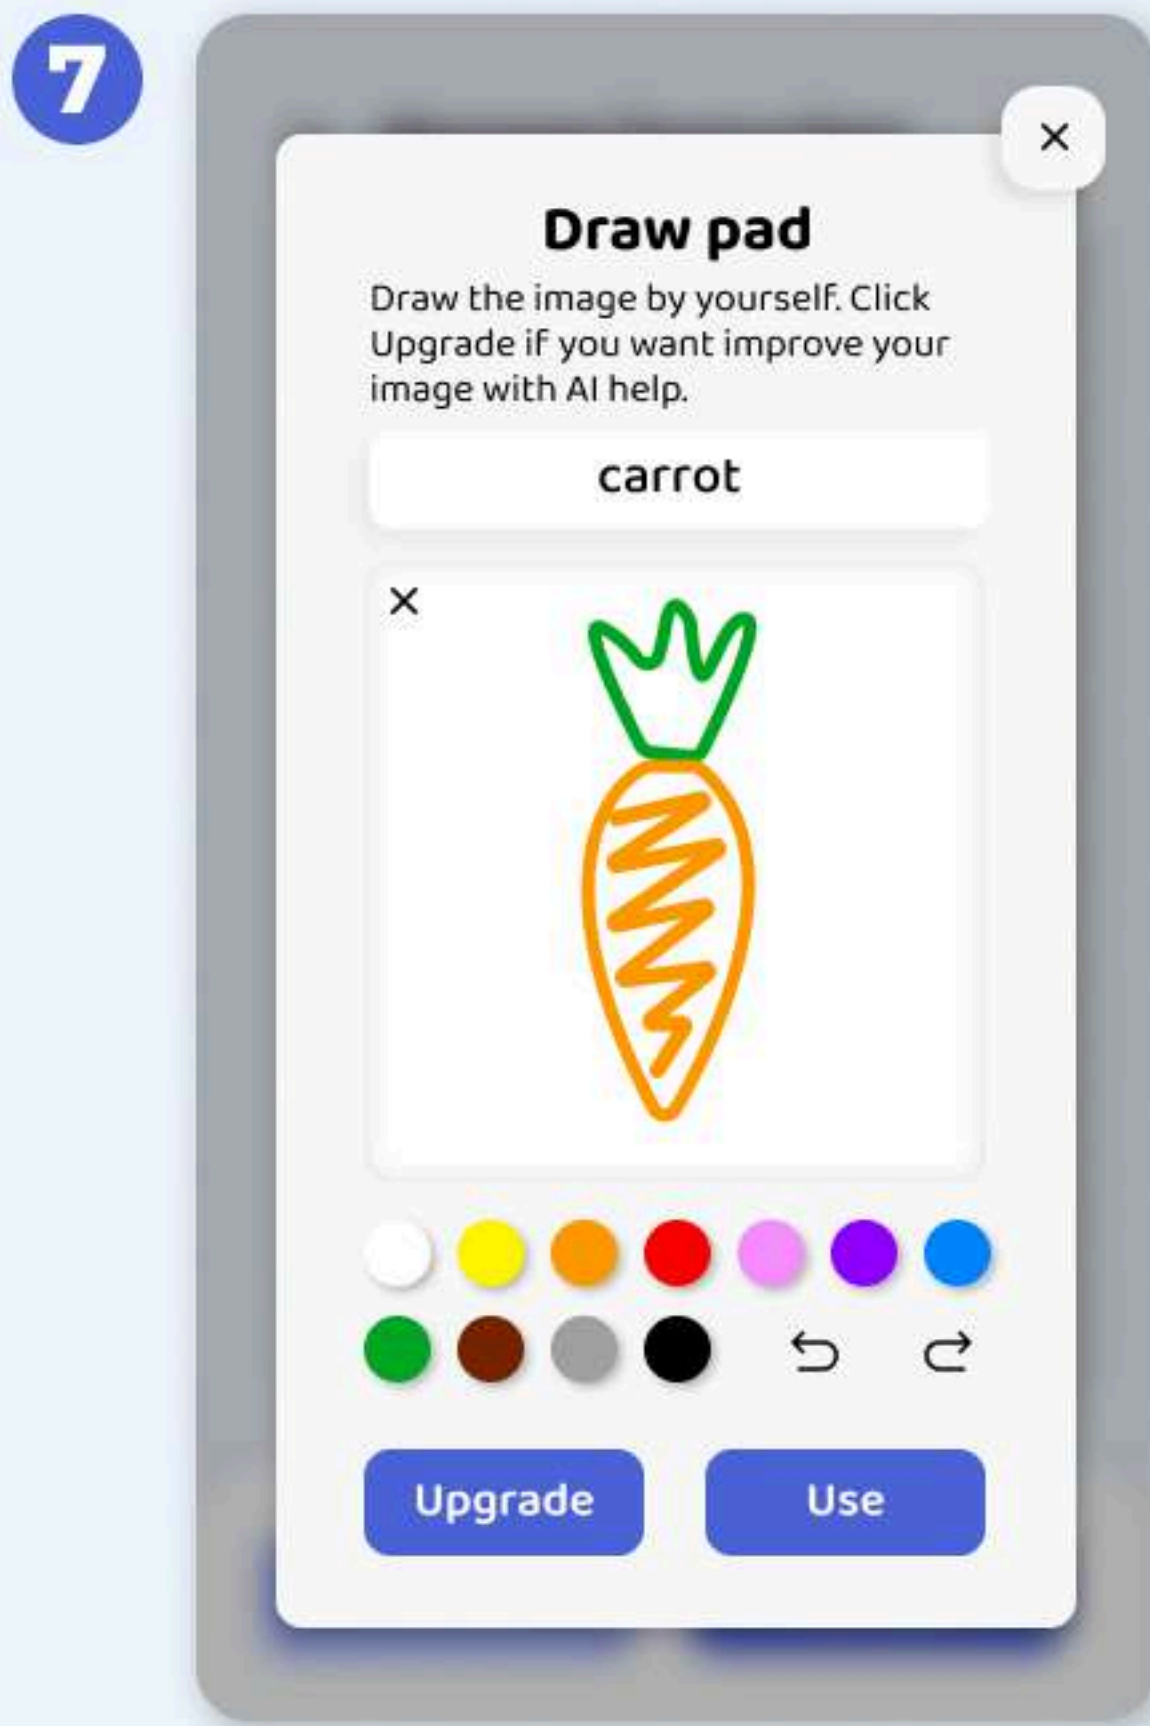 7
Draw pad
Draw the image by yourself. Click
Upgrade if you want improve your
image with AI help.
carrot
Upgrade
Use